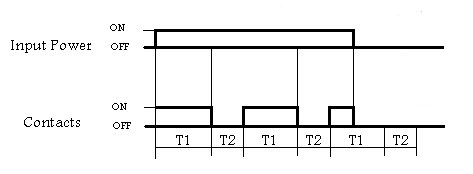 ON
Input Power
OFF
ON
Contacts
OFF
T1 T2 T1 T2 T1 T2